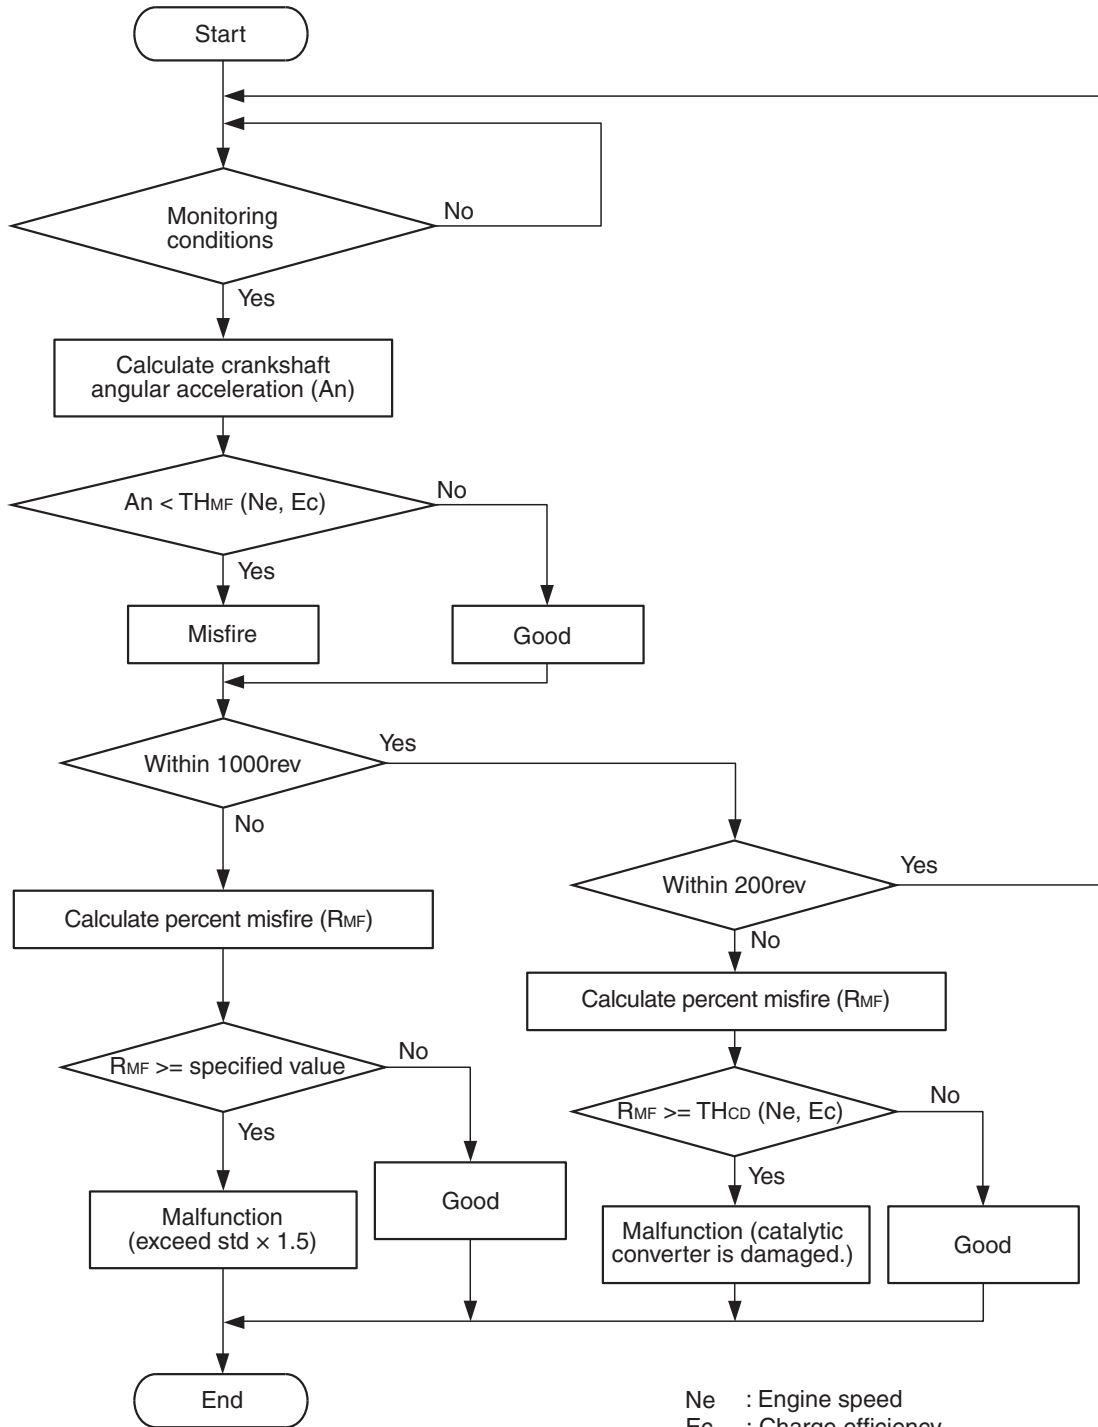 Start
Monitoring
conditions
No
Yes
Calculate crankshaft
angular acceleration (An)
An < THMF (Ne, Ec)
No
Yes
Misfire
Good
Within 1000rev
Yes
No
Within 200rev
Yes
No
Calculate percent misfire (RMF)
Calculate percent misfire (RMF)
RMF >= specified value
No
Yes
RMF >= THCD (Ne, Ec)
No
Yes
Malfunction
(exceed std × 1.5)
Good
Malfunction (catalytic
converter is damaged.)
Good
End
Ne : Engine speed
Ec : Charge efficiency